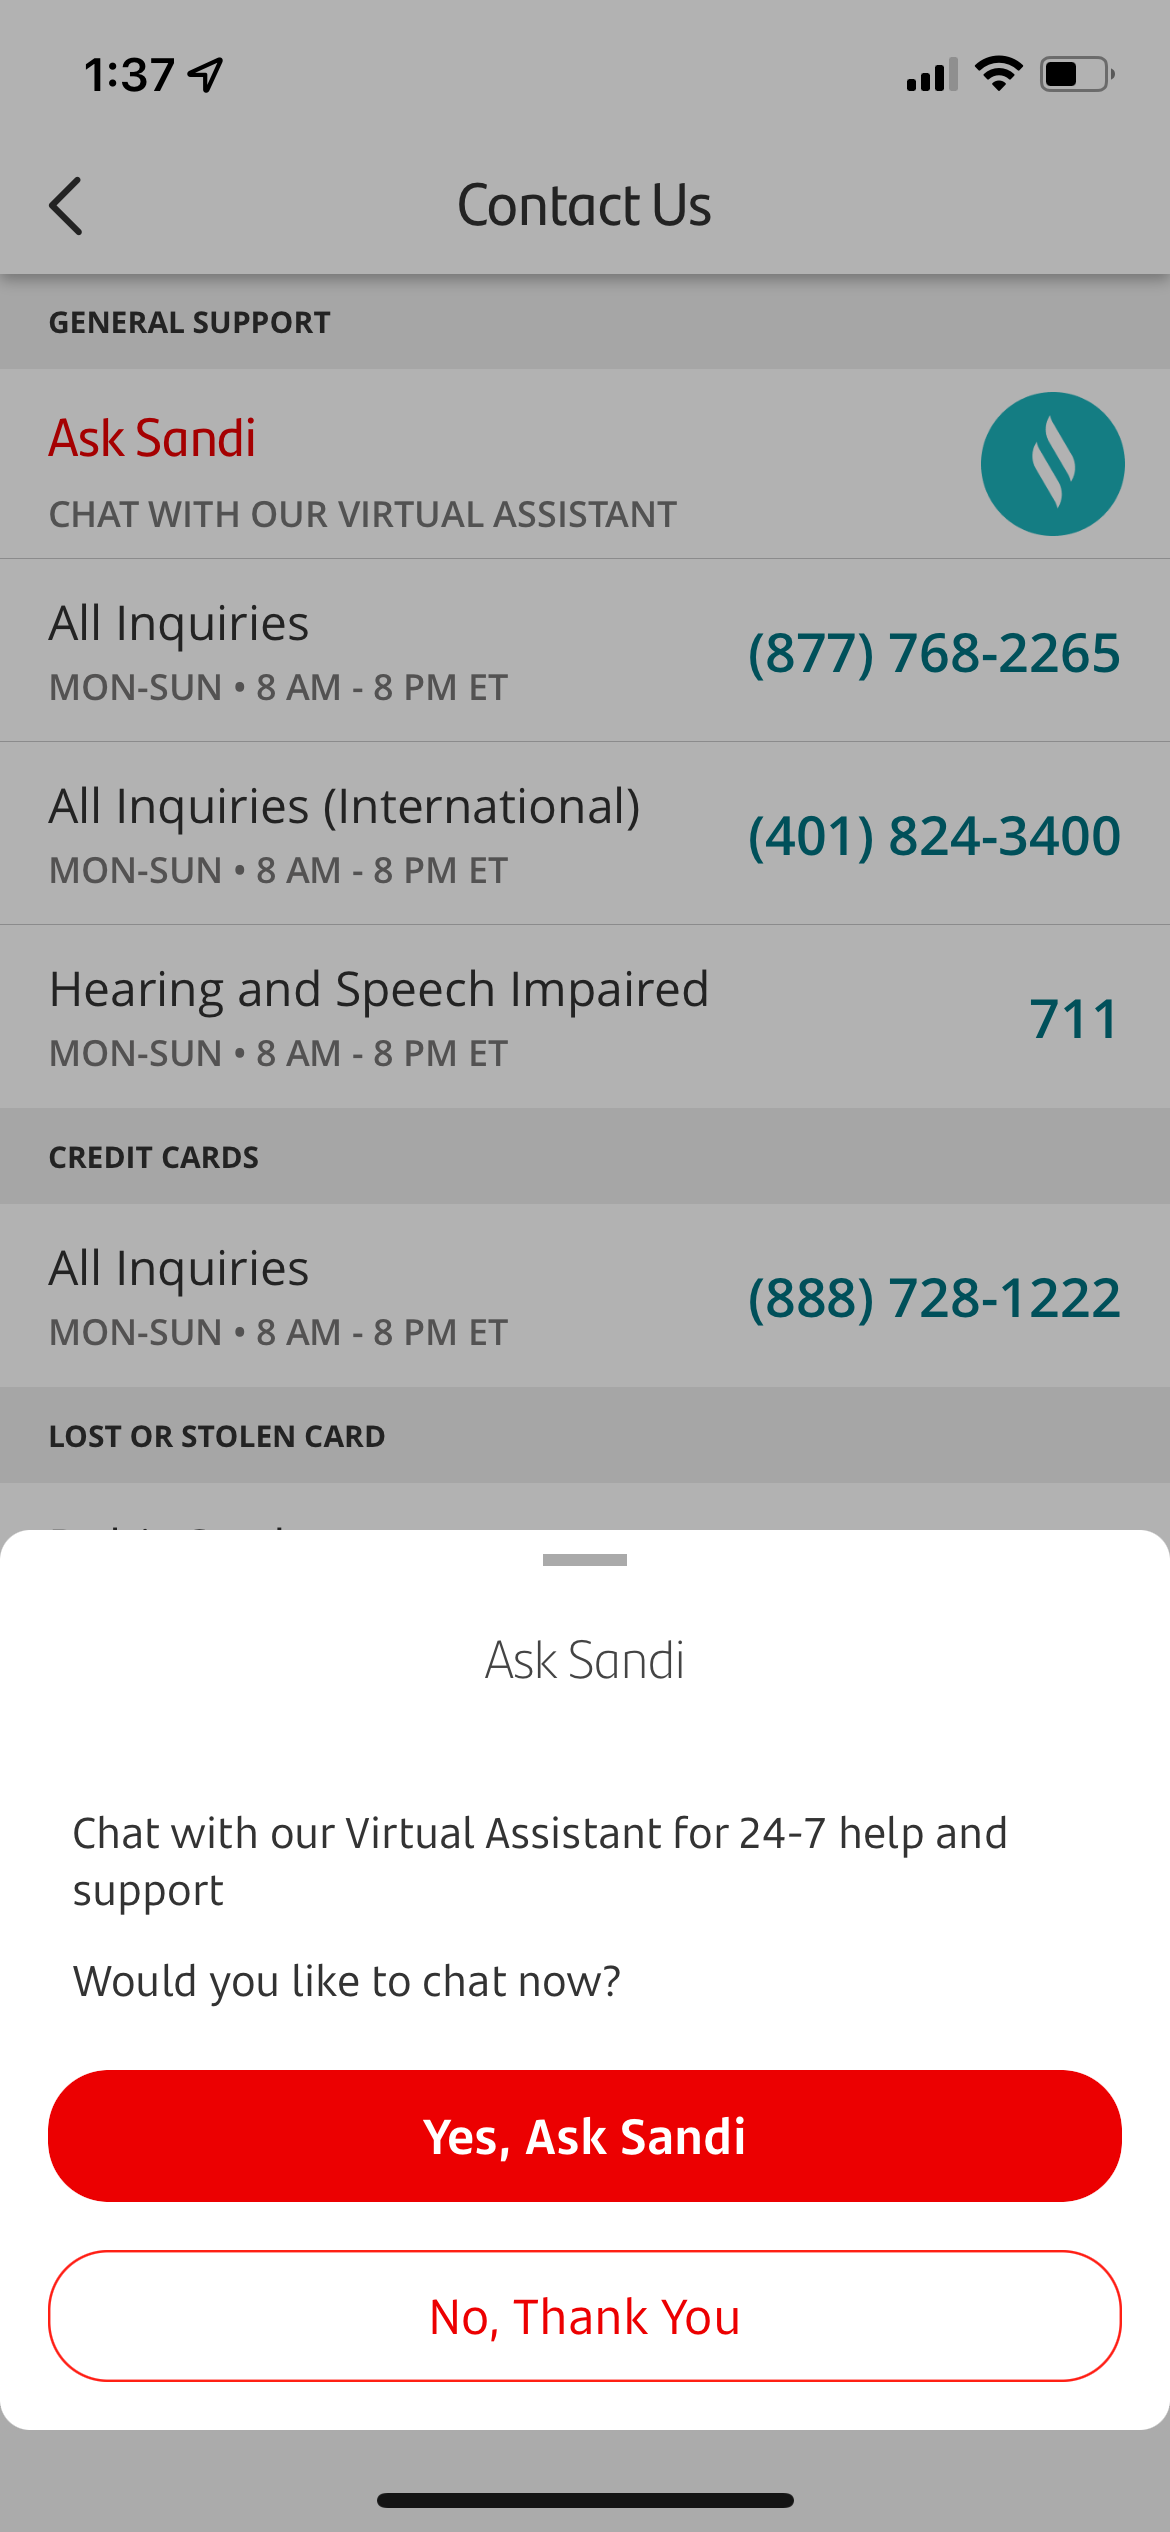 1:37
Contact Us
GENERAL SUPPORT
Ask Sandi
CHAT WITH OUR VIRTUAL ASSISTANT
All Inquiries
MON-SUN • 8 AM - 8 PM ET
(877) 768-2265
All Inquiries (International)
MON-SUN • 8 AM - 8 PM ET
(401) 824-3400
Hearing and Speech Impaired
MON-SUN • 8 AM - 8 PM ET
711
CREDIT CARDS
All Inquiries
MON-SUN • 8 AM - 8 PM ET
(888) 728-1222
LOST OR STOLEN CARD
Ask Sandi
Chat with our Virtual Assistant for 24-7 help and
support
Would you like to chat now?
Yes, Ask Sandi
No, Thank You